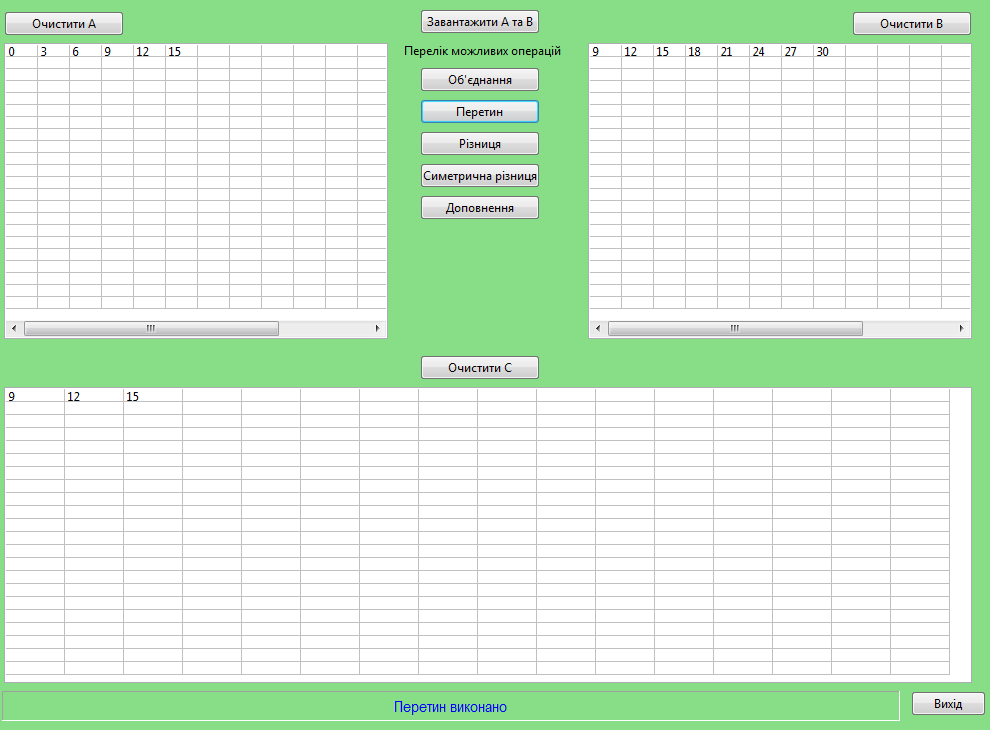 Очистити А
Завантажити А та В
Очистити В
0 3 6 9 12 15
Перелік можливих операцій
9 12 15 18 21 24 27 30
Об'єднання
Перетин
Різниця
Симетрична різниця
Доповнення
Очистити С
9 12 15
Перетин виконано
Вихід